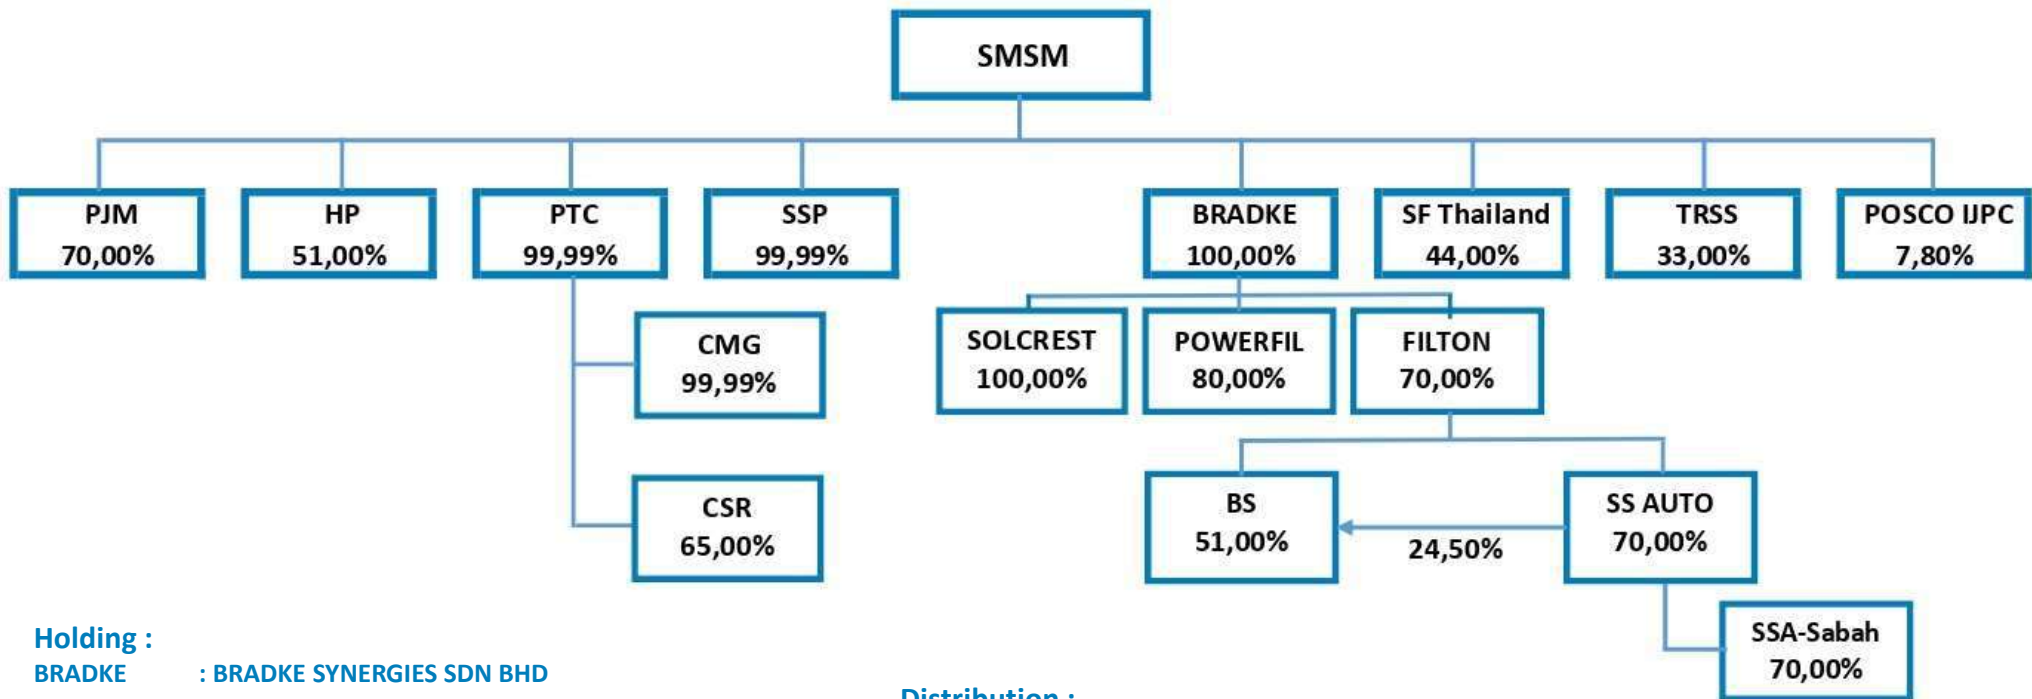 SMSM
PJM
70,00%
HP
51,00%
PTC
99,99%
SSP
99,99%
BRADKE
100,00%
SF Thailand
44,00%
TRSS
33,00%
POSCO IJPC
7,80%
CMG
99,99%
SOLCREST
100,00%
POWERFIL
80,00%
FILTON
70,00%
CSR
65,00%
BS
51,00%
24,50%
SS AUTO
70,00%
SSA-Sabah
70,00%
Holding :
BRADKE : BRADKE SYNERGIES SDN BHD
Distribution :